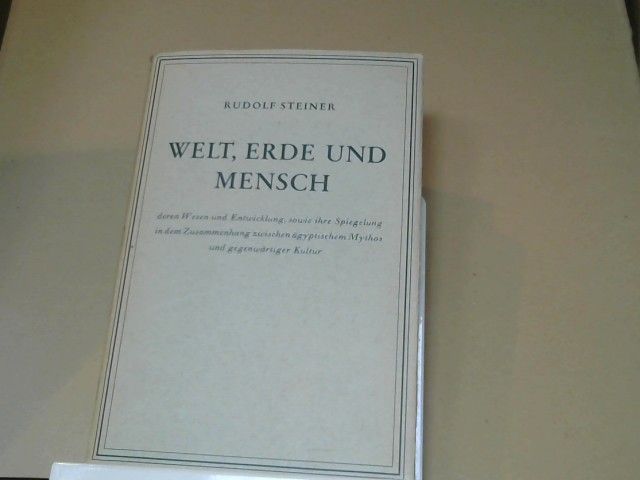 RUDOLF STEINER
WELT, ERDE UND
MENSCH
deren Wesen und Entwicklung, sowie ihre Spiegelung
in dem Zusammenhang zwischen ägyptischem Mythos
und gegenwärtiger Kultur